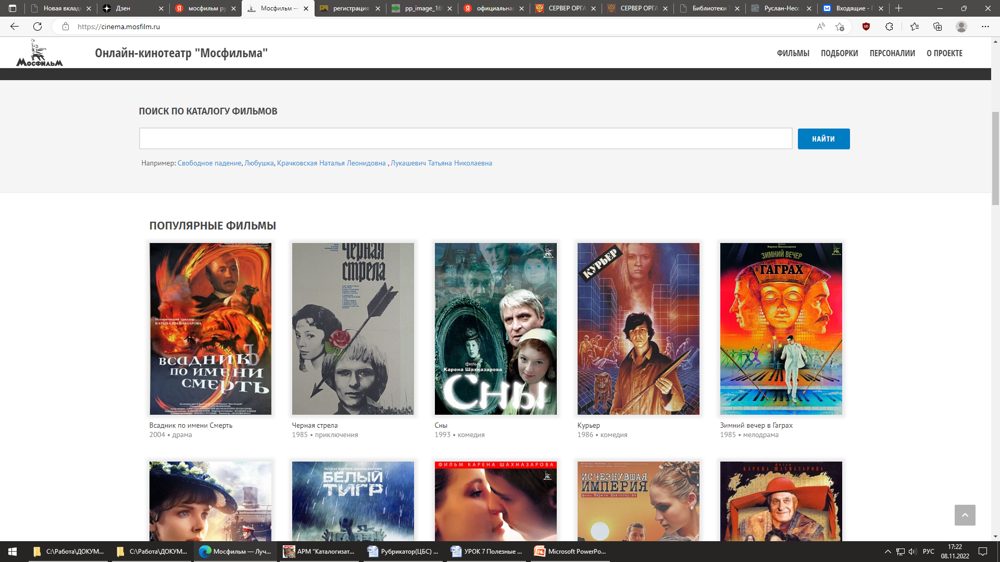 Новая вклад
Дзен
мосфильм ру
Мосфильм —
регистрация
pp_image_16
официальна
СЕРВЕР ОРГА
СЕРВЕР ОРГА
Библиотеки
Руслан-Нео:
Входящие - П
https://cinema.mosfilm.ru
МосфильМ
Онлайн-кинотеатр "Мосфильма"
ФИЛЬМЫ ПОДБОРКИ ПЕРСОНАЛИИ О ПРОЕКТЕ
ПОИСК ПО КАТАЛОГУ ФИЛЬМОВ
НАЙТИ
Например: Свободное падение, Любушка, Крачковская Наталья Леонидовна , Лукашевич Татьяна Николаевна
ПОПУЛЯРНЫЕ ФИЛЬМЫ
Исторический триллер
КАРЕНА ШАХНАЗАРОВА
ВСАДНИКЪ
ПО ИМЕНИ
СМЕРТЬ
Черная
стрела
фильм
Карена Шахназарова
Сны
КУРЬЕР
фильм
Карена Шахназарова
ЗИМНИЙ ВЕЧЕР
В ГАГРАХ
Всадник по имени Смерть
2004 • драма
Черная стрела
1985 • приключения
Сны
1993 • комедия
Курьер
1986 • комедия
Зимний вечер в Гаграх
1985 • мелодрама
ФИЛЬМ КАРЕНА ШАХНАЗАРОВА
БЕЛЫЙ
ТИГР
ФИЛЬМ КАРЕНА ШАХНАЗАРОВА
ИСЧЕЗНУВШАЯ
ИМПЕРИЯ
фильм Карена Шахназарова
фильм
КАРЕНА ШАХНАЗАРОВА
C:\Работа\ДОКУМ...
C:\Работа\ДОКУМ...
Мосфильм — Луч...
АРМ "Каталогизат...
Рубрикатор(ЦБС) ...
УРОК 7 Полезные ...
Microsoft PowerPo...
РУС
17:22
08.11.2022